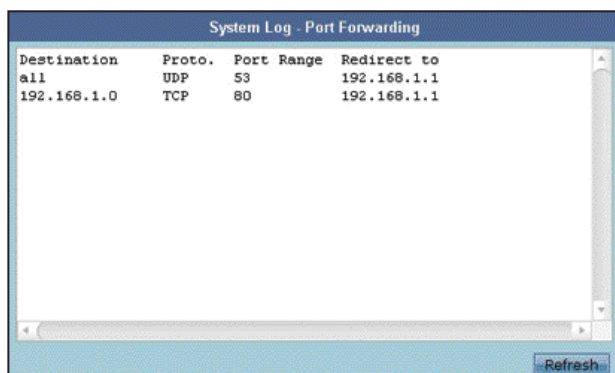 System Log - Port Forwarding
Destination Proto. Port Range Redirect to
all UDP 53 192.168.1.1
192.168.1.0 TCP 80 192.168.1.1
Refresh